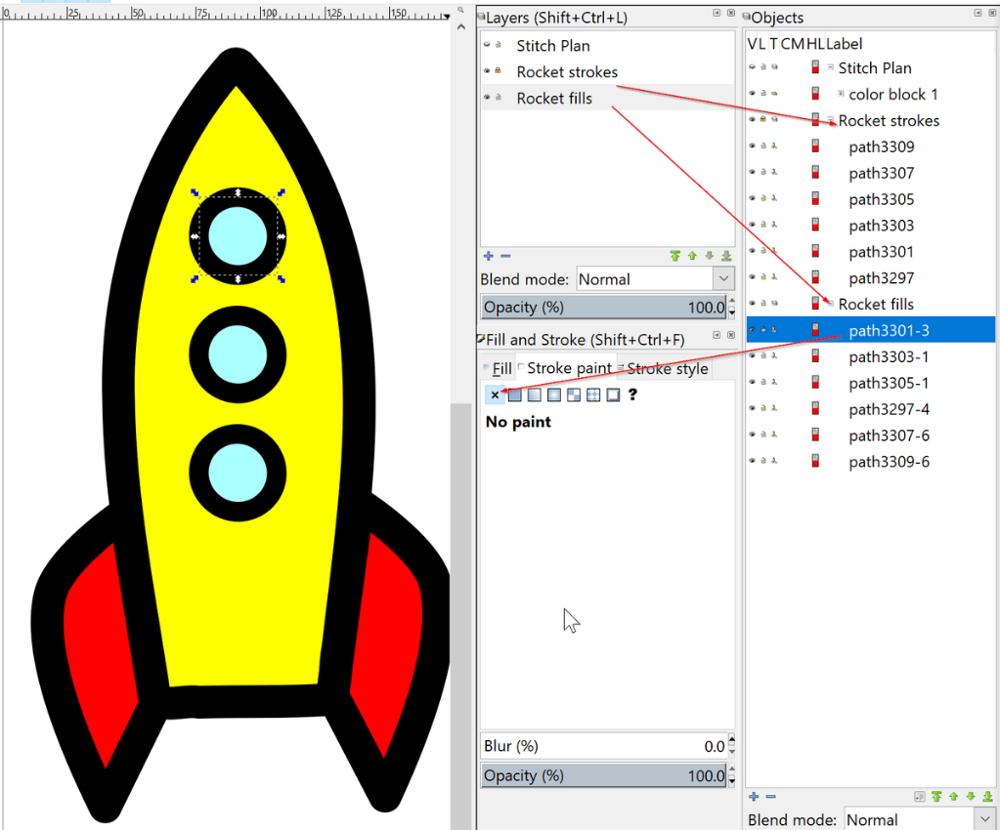 0 25 50 75 100 125 150
Layers (Shift+Ctrl+L)
Stitch Plan
Rocket strokes
Rocket fills
Blend mode: Normal
Opacity (%) 100.0
Fill and Stroke (Shift+Ctrl+F)
Fill Stroke paint Stroke style
?
No paint
Blur (%) 0.0
Opacity (%) 100.0
Objects
VL T CMHLLabel
Stitch Plan
color block 1
Rocket strokes
path3309
path3307
path3305
path3303
path3301
path3297
Rocket fills
path3301-3
path3303-1
path3305-1
path3297-4
path3307-6
path3309-6
Blend mode: Normal